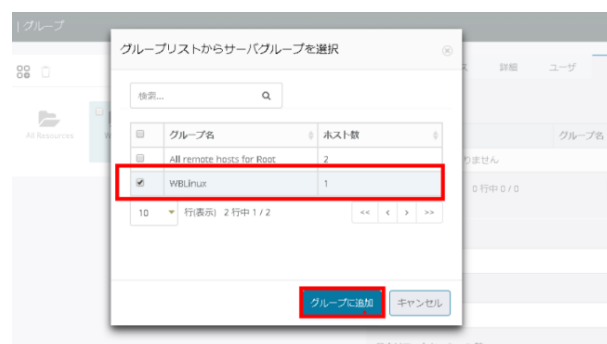 | グループ
グループリストからサーバグループを選択
ス 詳細 ユーザ
検索...
All Resources
グループ名 ホスト数
グループ名
All remote hosts for Root 2
りません
WBLinux 1
0 行中 0 / 0
10 行(表示) 2 行中 1 / 2 << < > >>
グループに追加 キャンセル